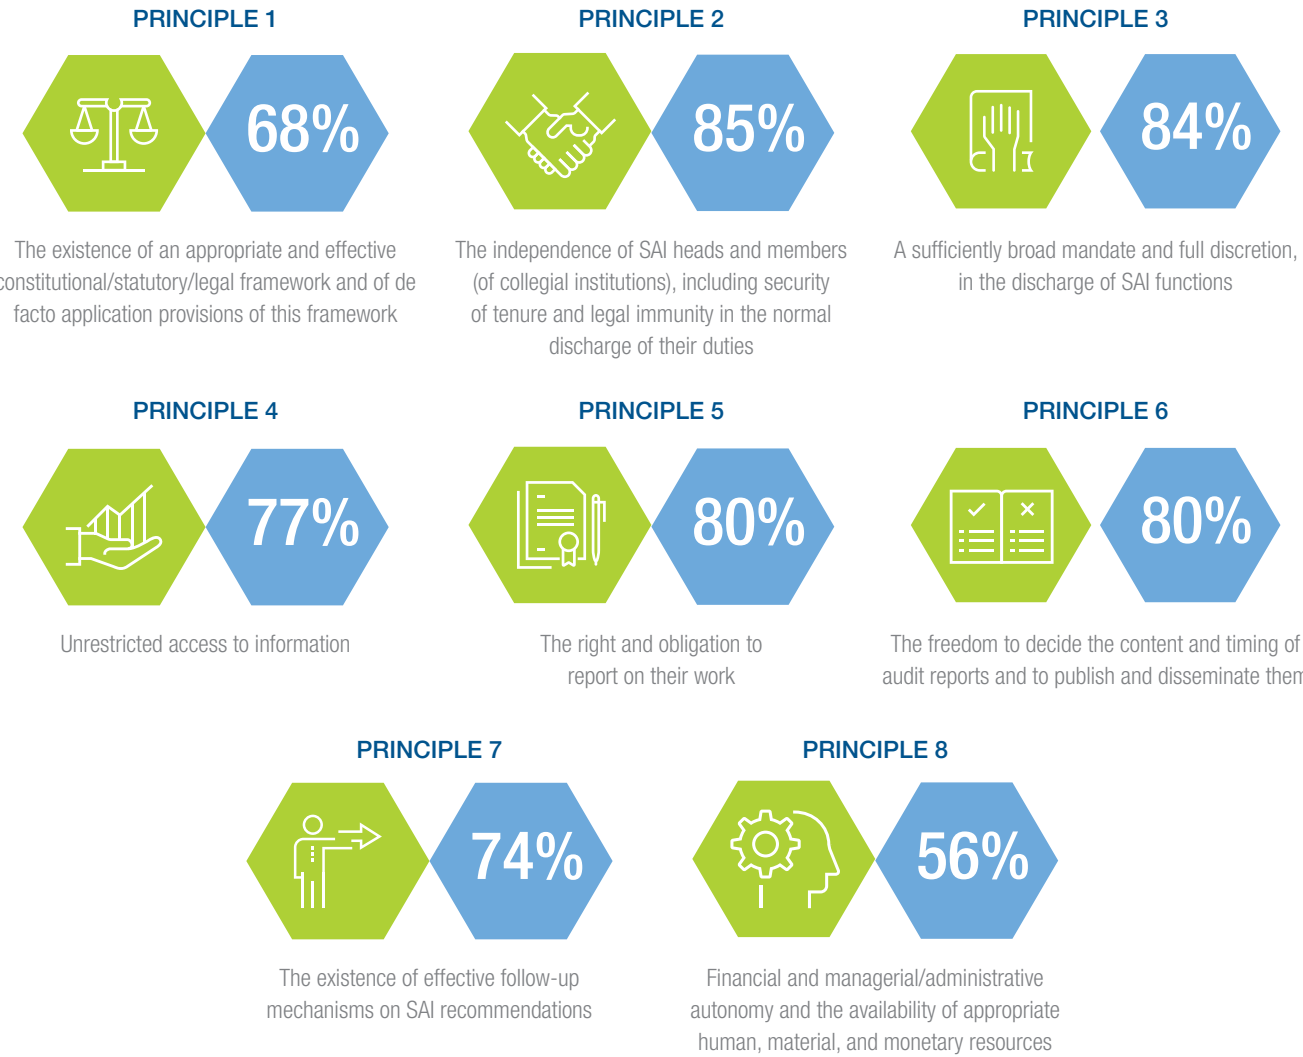 PRINCIPLE 1
68%
The existence of an appropriate and effective
constitutional/statutory/legal framework and of de
facto application provisions of this framework
PRINCIPLE 2
85%
The independence of SAI heads and members
(of collegial institutions), including security
of tenure and legal immunity in the normal
discharge of their duties
PRINCIPLE 3
84%
A sufficiently broad mandate and full discretion,
in the discharge of SAI functions
PRINCIPLE 4
77%
Unrestricted access to information
PRINCIPLE 5
80%
The right and obligation to
report on their work
PRINCIPLE 6
80%
The freedom to decide the content and timing of
audit reports and to publish and disseminate them
PRINCIPLE 7
74%
The existence of effective follow-up
mechanisms on SAI recommendations
PRINCIPLE 8
56%
Financial and managerial/administrative
autonomy and the availability of appropriate
human, material, and monetary resources